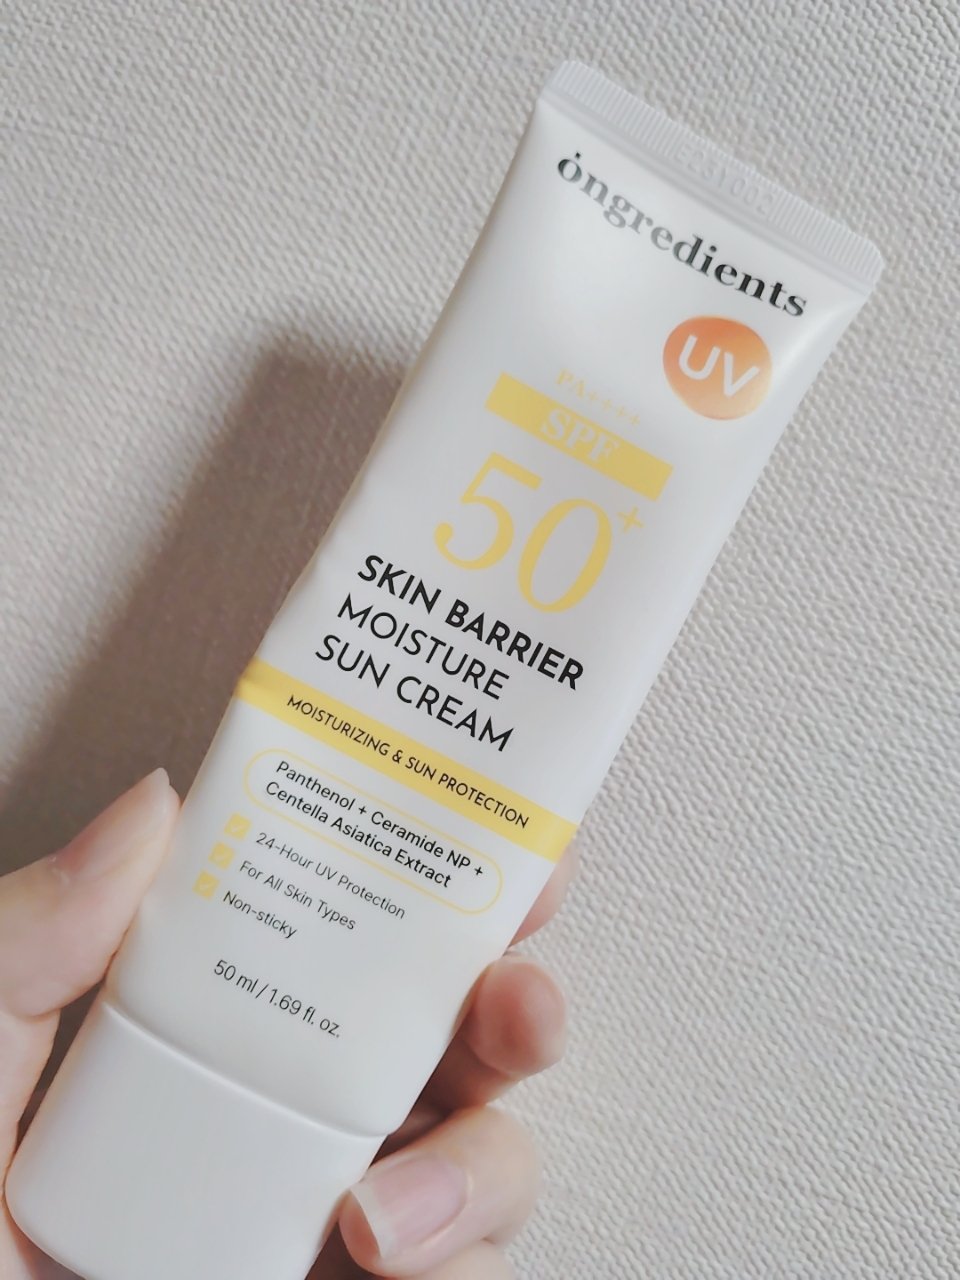 ongredients
UV
PA++++
SPF
50+
SKIN BARRIER
MOISTURE
SUN CREAM
MOISTURIZING & SUN PROTECTION
Panthenol + Ceramide NP +
Centella Asiatica Extract
24-Hour UV Protection
For All Skin Types
Non-sticky
50 ml / 1.69 fl. oz.